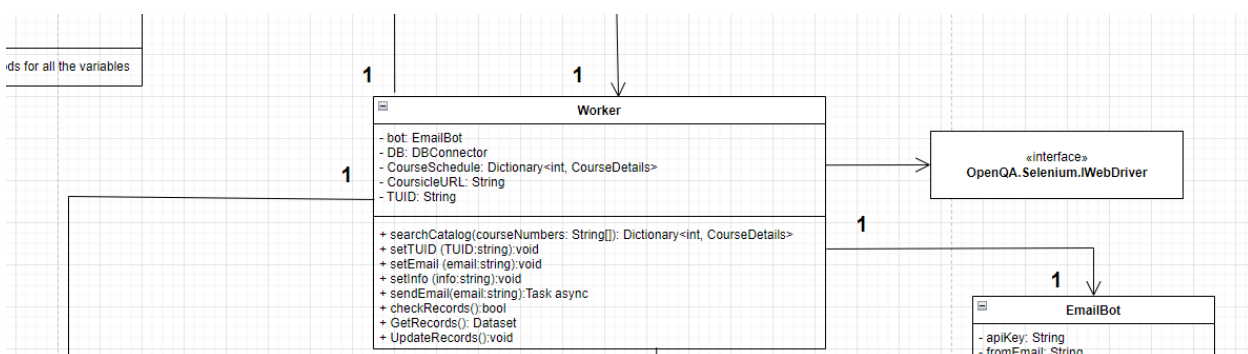 ds for all the variables
1
1
Worker
- bot: EmailBot
- DB: DBConnector
- CourseSchedule: Dictionary<int, CourseDetails>
- CoursicleURL: String
- TUID: String
1
«interface»
OpenQA.Selenium.IWebDriver
+ searchCatalog(courseNumbers: String[]): Dictionary<int, CourseDetails>
+ setTUID (TUID:string):void
+ setEmail (email:string):void
+ setInfo (info:string):void
+ sendEmail(email:string):Task async
+ checkRecords():bool
+ GetRecords(): Dataset
+ UpdateRecords():void
1
1
EmailBot
- apiKey: String
- fromEmail: String